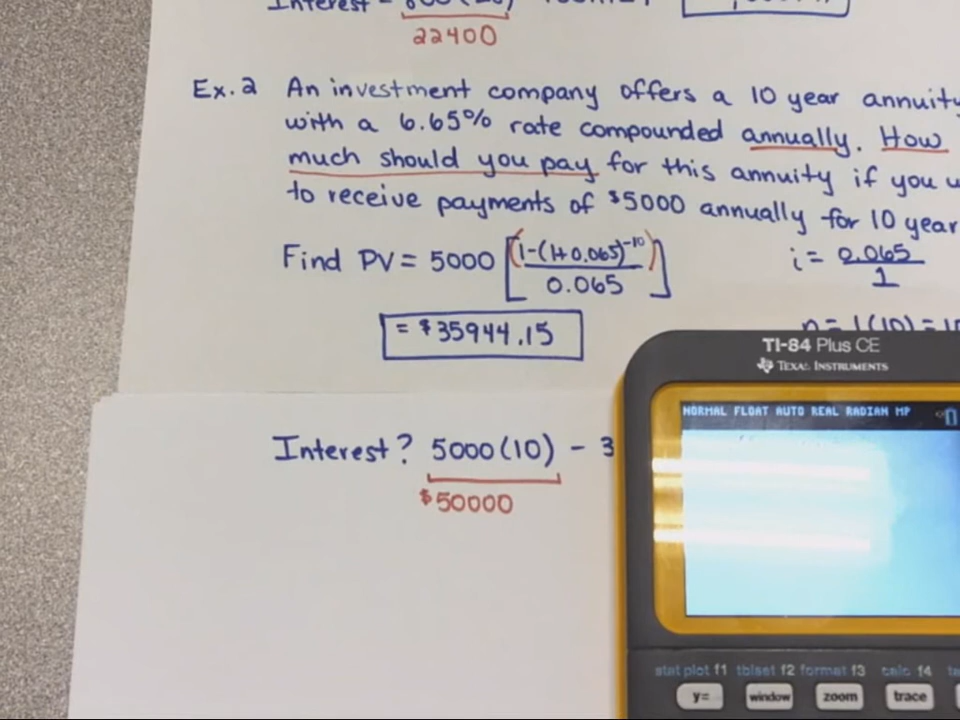 22400
Ex. 2 An investment company offers a 10 year annuity
with a 6.65% rate compounded annually. How
much should you pay for this annuity if you
to receive payments of $5000 annually for 10 year
Find PV = 5000 [(1-(1+0.065)^-10)/0.065]
i = 0.065/1
= $35944.15
n = 1(10) = 10
Interest? 5000(10) - 3
$50000
TI-84 Plus CE
TEXAS INSTRUMENTS
NORMAL FLOAT AUTO REAL RADIAN MP
stat plot f1 tblset f2 format f3 calc f4
y= window zoom trace